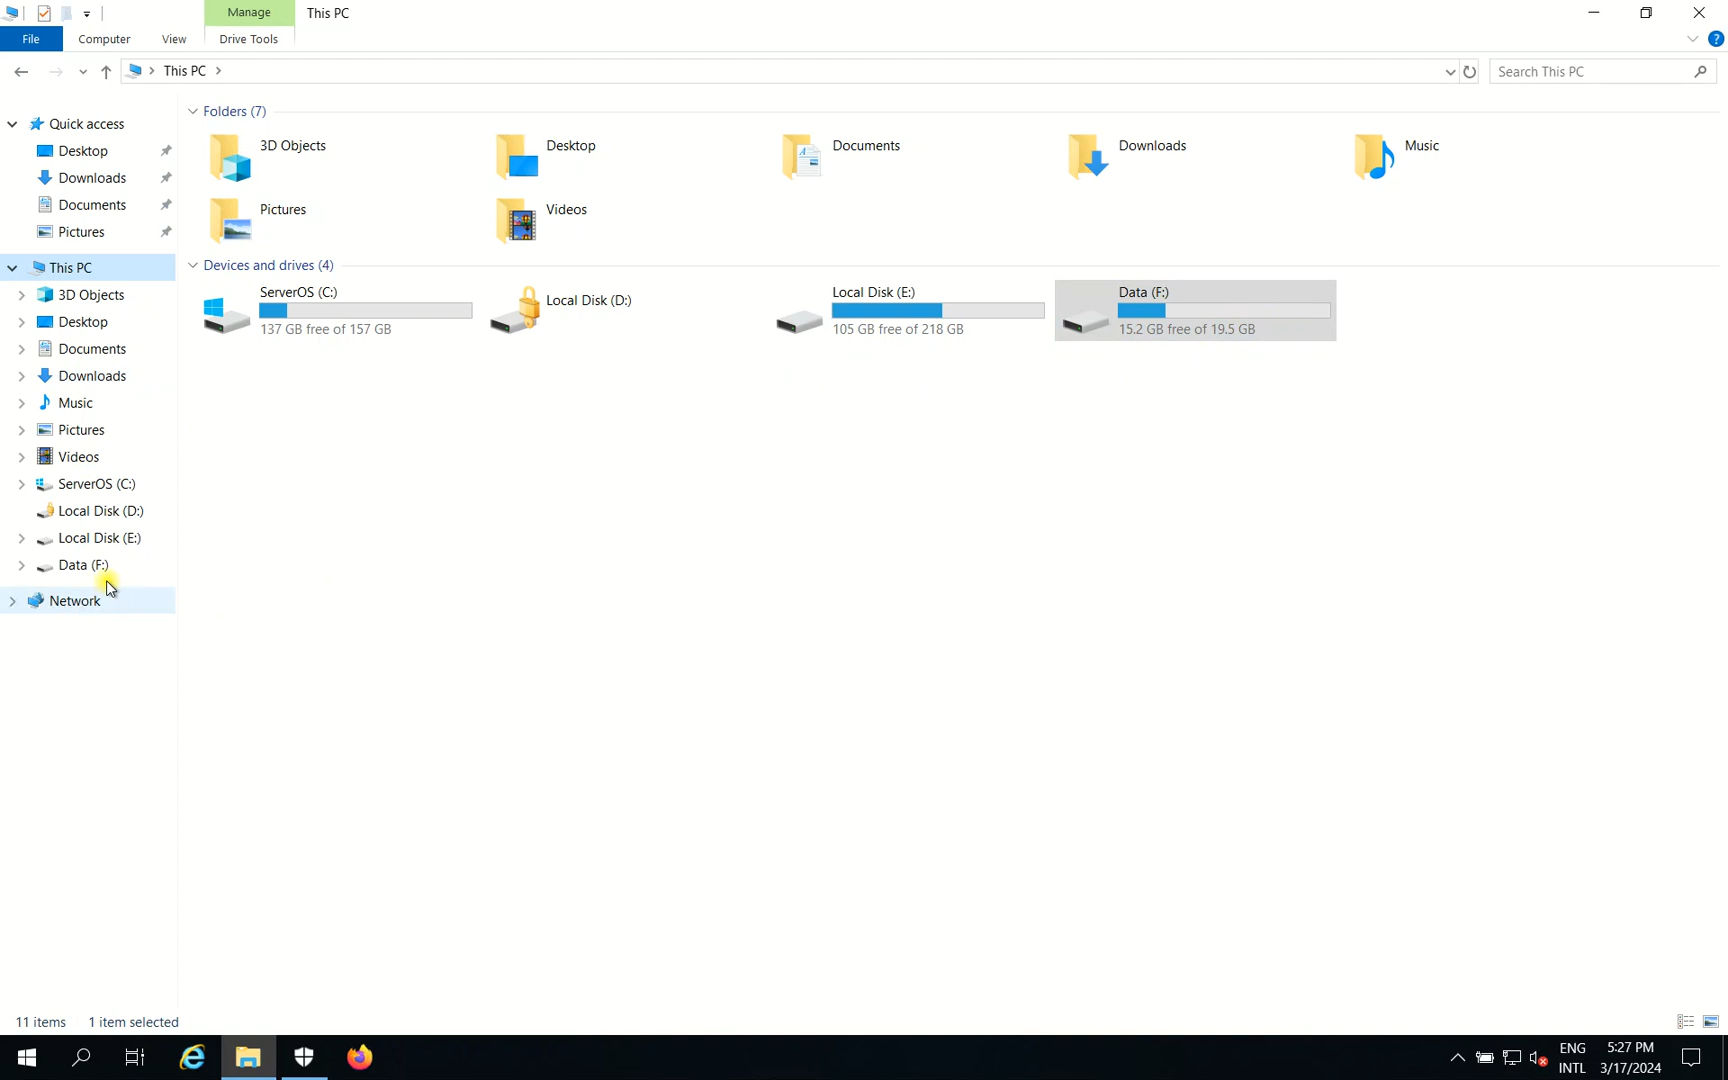 Manage
This PC
File
Computer
View
Drive Tools
This PC
Search This PC
Quick access
Desktop
Downloads
Documents
Pictures
This PC
3D Objects
Desktop
Documents
Downloads
Music
Pictures
Videos
ServerOS (C:)
Local Disk (D:)
Local Disk (E:)
Data (F:)
Network
Folders (7)
3D Objects
Desktop
Documents
Downloads
Music
Pictures
Videos
Devices and drives (4)
ServerOS (C:)
137 GB free of 157 GB
Local Disk (D:)
Local Disk (E:)
105 GB free of 218 GB
Data (F:)
15.2 GB free of 19.5 GB
11 items
1 item selected
ENG
INTL
5:27 PM
3/17/2024